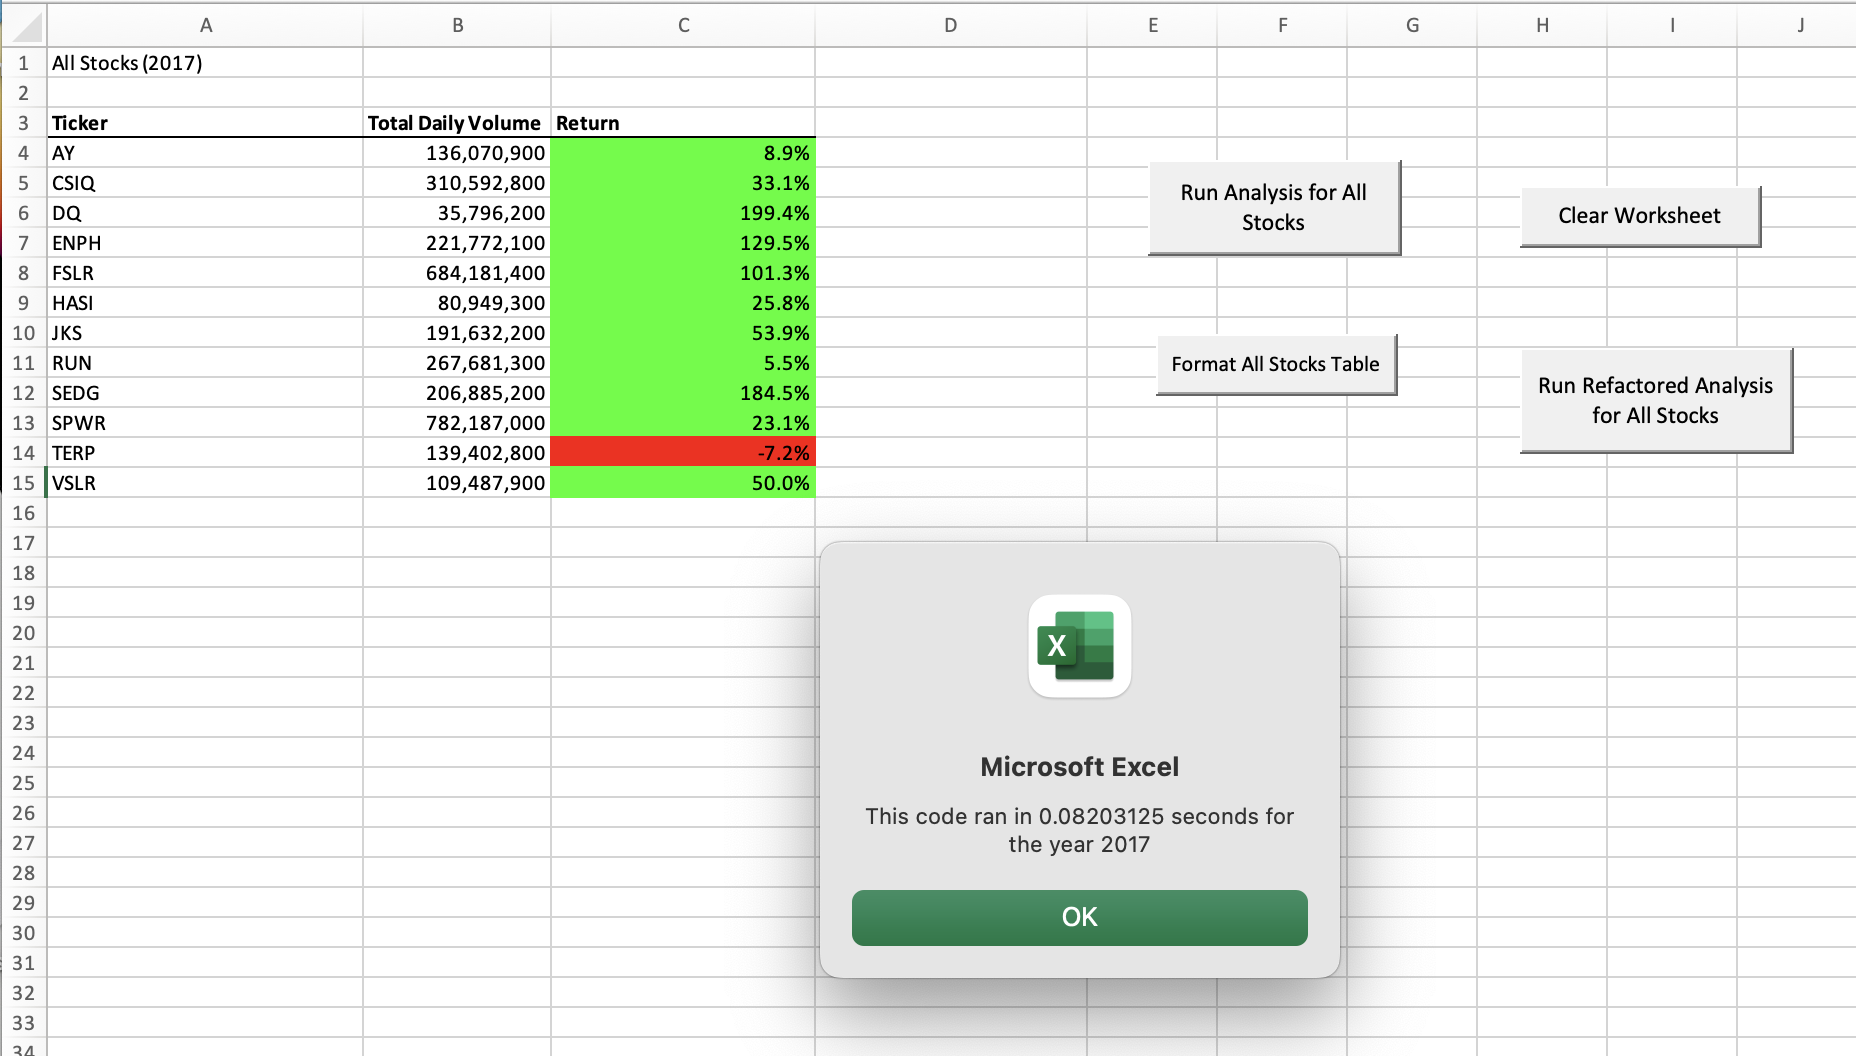 A B C D E F G H I J
1 All Stocks (2017)
2
3 Ticker Total Daily Volume Return
4 AY 136,070,900 8.9%
5 CSIQ 310,592,800 33.1%
6 DQ 35,796,200 199.4%
7 ENPH 221,772,100 129.5%
8 FSLR 684,181,400 101.3%
9 HASI 80,949,300 25.8%
10 JKS 191,632,200 53.9%
11 RUN 267,681,300 5.5%
12 SEDG 206,885,200 184.5%
13 SPWR 782,187,000 23.1%
14 TERP 139,402,800 -7.2%
15 VSLR 109,487,900 50.0%
16
17
18
19
20
21
22
23
24
25
26
27
28
29
30
31
32
33
34
Run Analysis for All
Stocks
Clear Worksheet
Format All Stocks Table
Run Refactored Analysis
for All Stocks
X
Microsoft Excel
This code ran in 0.08203125 seconds for
the year 2017
OK